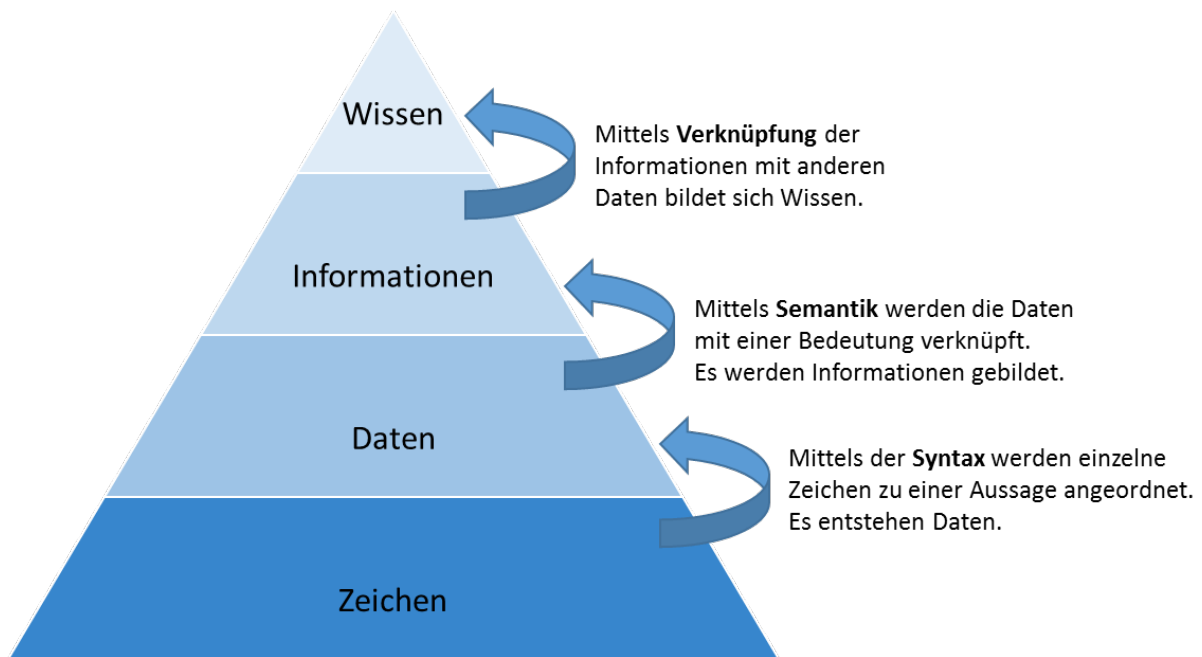 Wissen
Mittels Verknüpfung der
Informationen mit anderen
Daten bildet sich Wissen.
Informationen
Mittels Semantik werden die Daten
mit einer Bedeutung verknüpft.
Es werden Informationen gebildet.
Daten
Mittels der Syntax werden einzelne
Zeichen zu einer Aussage angeordnet.
Es entstehen Daten.
Zeichen